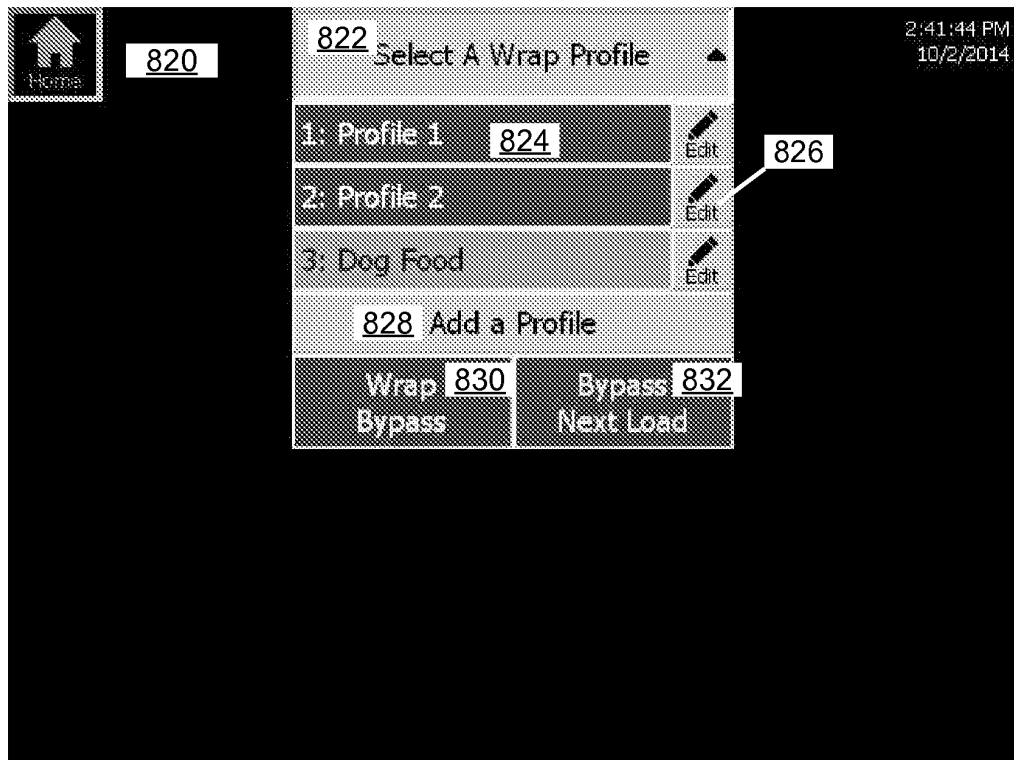 Home
820
822
Select A Wrap Profile
2:41:44 PM
10/2/2014
1: Profile 1
824
Edit
826
2: Profile 2
Edit
3: Dog Food
Edit
828 Add a Profile
Wrap Bypass
830
Bypass Next Load
832